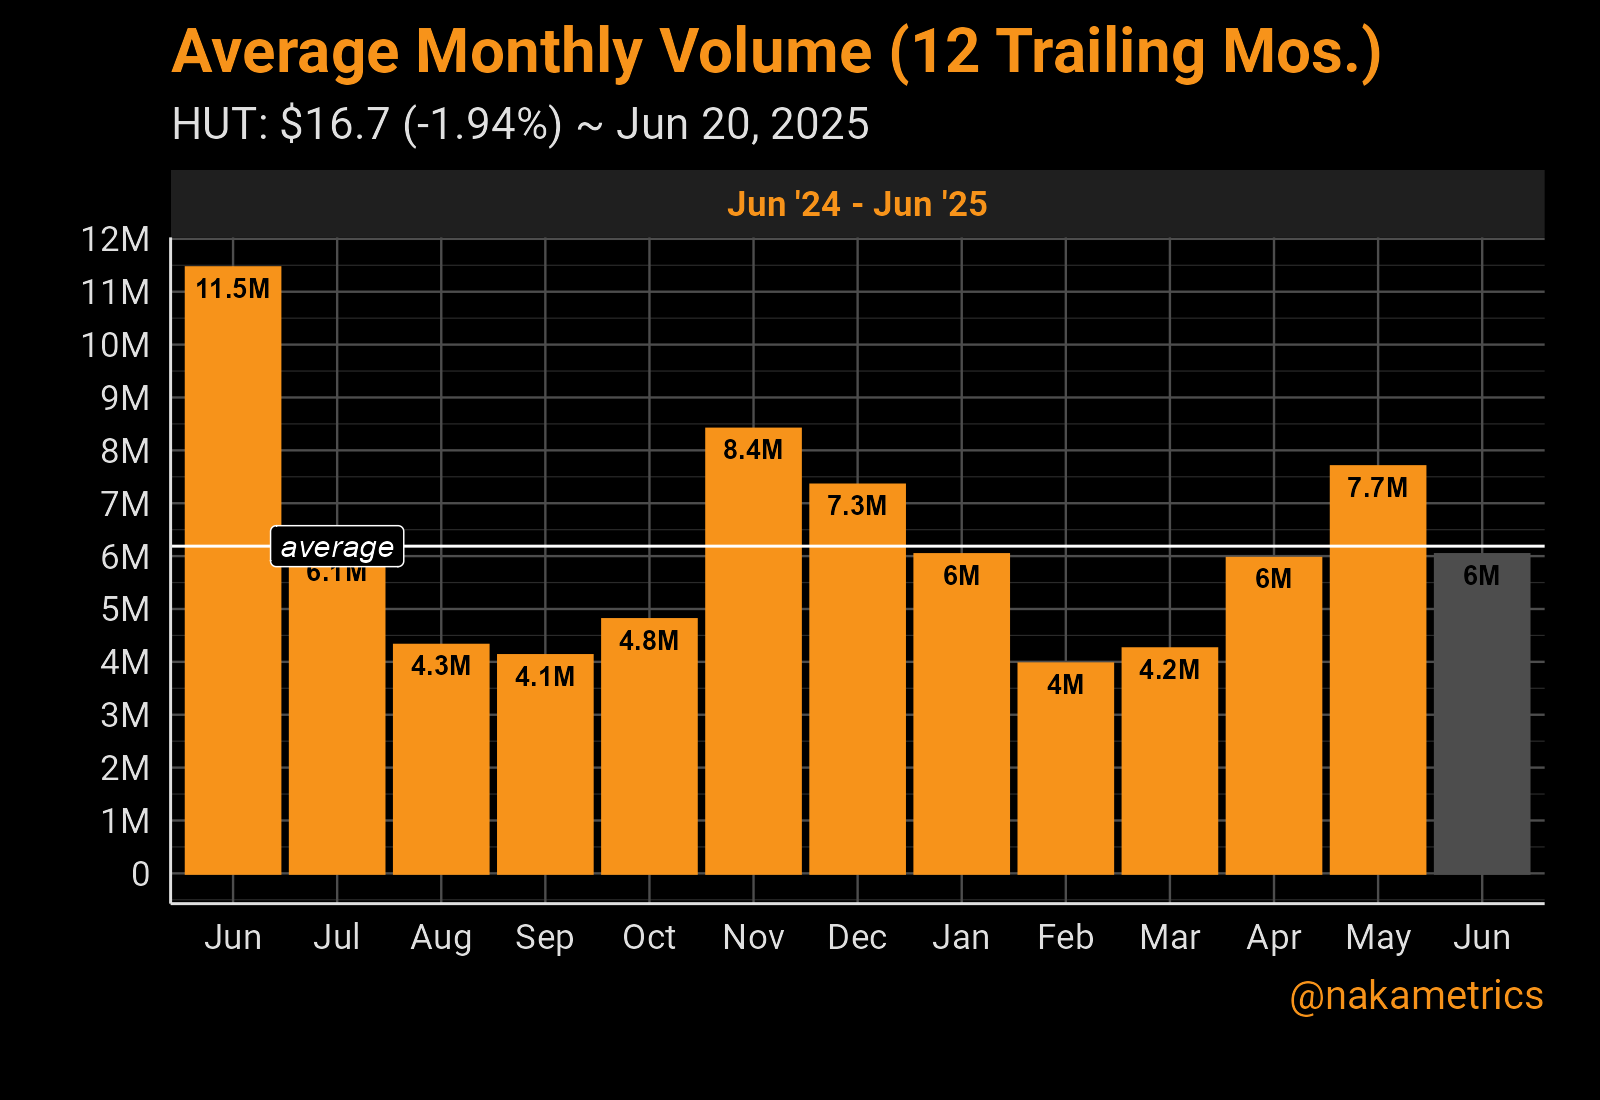 Average Monthly Volume (12 Trailing Mos.)
HUT: $16.7 (-1.94%) ~ Jun 20, 2025
Jun '24 - Jun '25
12M
11M
10M
9M
8M
7M
6M
5M
4M
3M
2M
1M
0
11.5M
6.1M
4.3M
4.1M
4.8M
8.4M
7.3M
6M
4M
4.2M
6M
7.7M
6M
average
Jun Jul Aug Sep Oct Nov Dec Jan Feb Mar Apr May Jun
@nakametrics